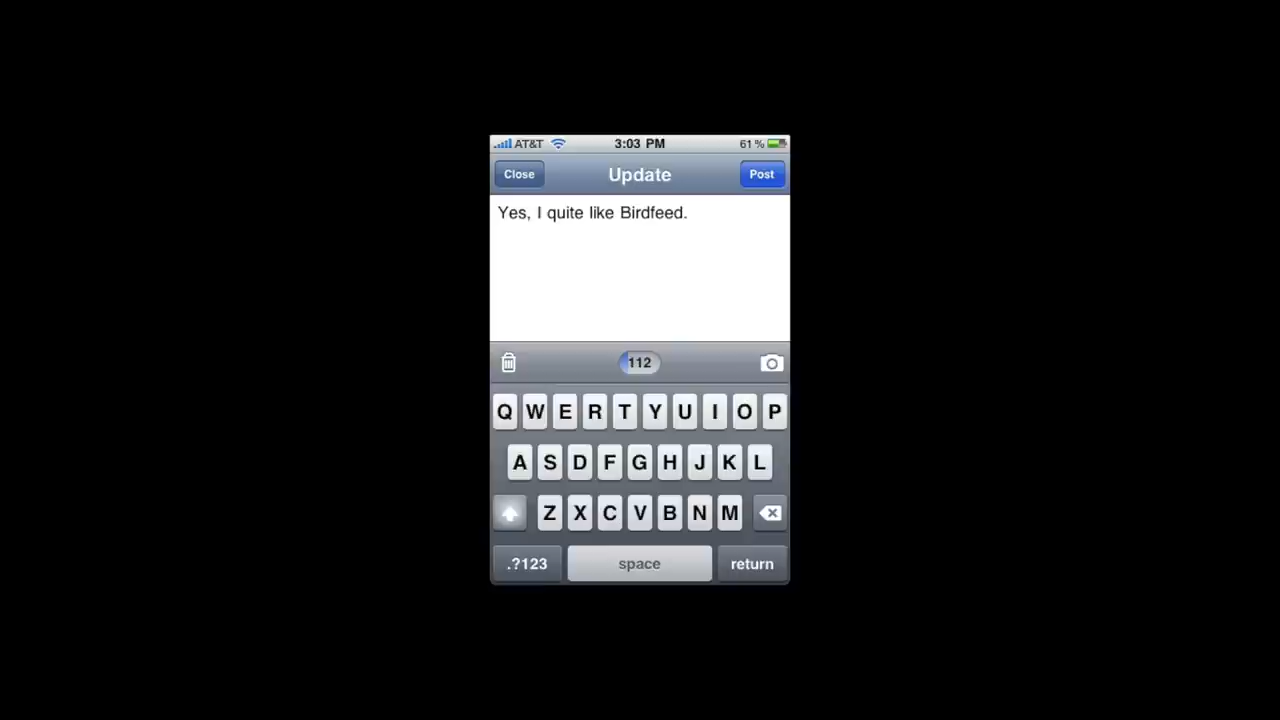 AT&T 3:03 PM 61%
Close Update Post
Yes, I quite like Birdfeed.
112
Q W E R T Y U I O P
A S D F G H J K L
Z X C V B N M
.?123 space return